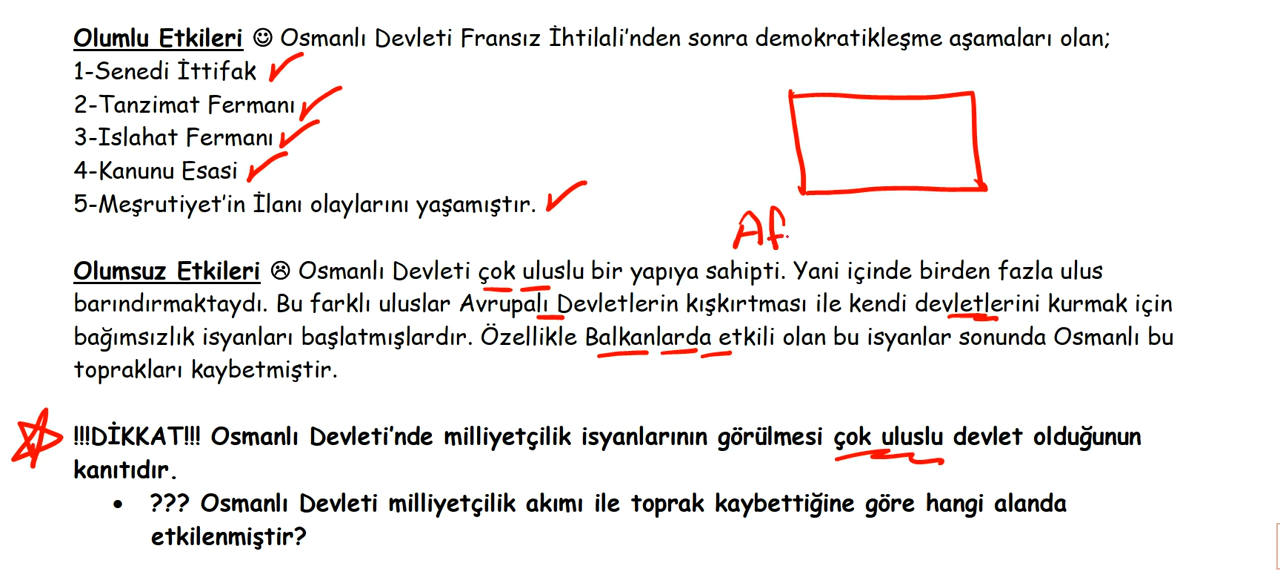 Olumlu Etkileri ☺ Osmanlı Devleti Fransız İhtilali’nden sonra demokratikleşme aşamaları olan;
1-Senedi İttifak
2-Tanzimat Fermanı
3-Islahat Fermanı
4-Kanunu Esasi
5-Meşrutiyet’in İlanı olaylarını yaşamıştır.
Af
Olumsuz Etkileri ☹ Osmanlı Devleti çok uluslu bir yapıya sahipti. Yani içinde birden fazla ulus
barındırmaktaydı. Bu farklı uluslar Avrupalı Devletlerin kışkırtması ile kendi devletlerini kurmak için
bağımsızlık isyanları başlatmışlardır. Özellikle Balkanlarda etkili olan bu isyanlar sonunda Osmanlı bu
toprakları kaybetmiştir.
!!!DİKKAT!!! Osmanlı Devleti’nde milliyetçilik isyanlarının görülmesi çok uluslu devlet olduğunun
kanıtıdır.
• ??? Osmanlı Devleti milliyetçilik akımı ile toprak kaybettiğine göre hangi alanda
etkilenmiştir?